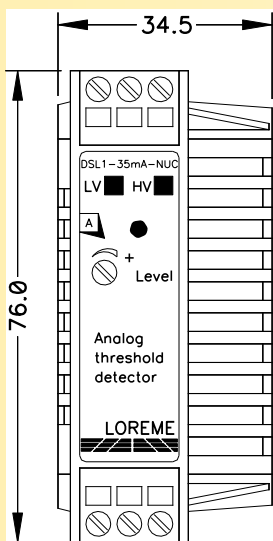 34.5
76.0
DSL1-35mA-NUC
LV HV
A
+
Level
Analog
threshold
detector
LOREME